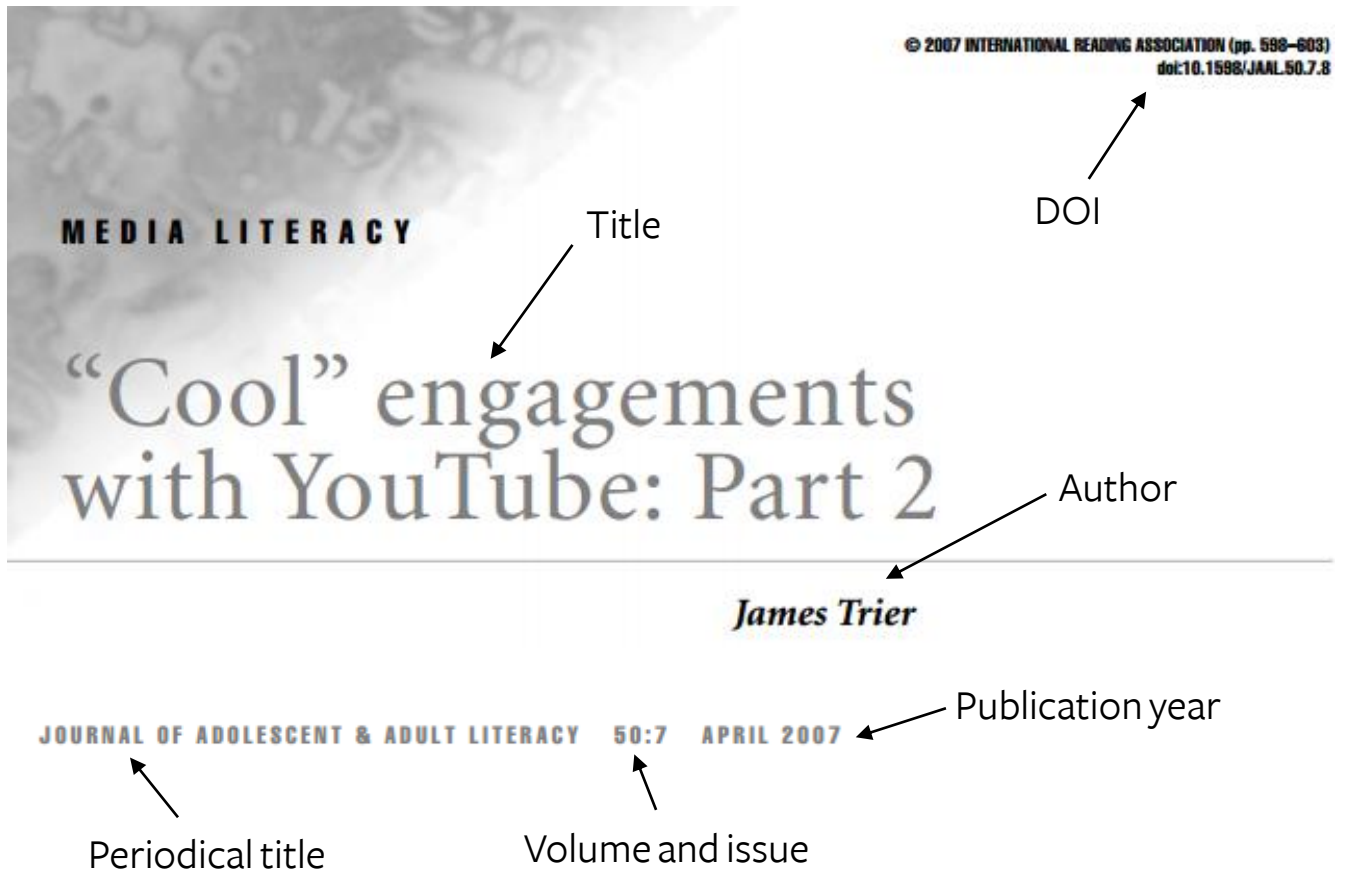 © 2007 INTERNATIONAL READING ASSOCIATION (pp. 598–603)
doi:10.1598/JAAL.50.7.8
DOI
MEDIA LITERACY
Title
“Cool” engagements
with YouTube: Part 2
Author
James Trier
Publication year
JOURNAL OF ADOLESCENT & ADULT LITERACY 50:7 APRIL 2007
Periodical title
Volume and issue